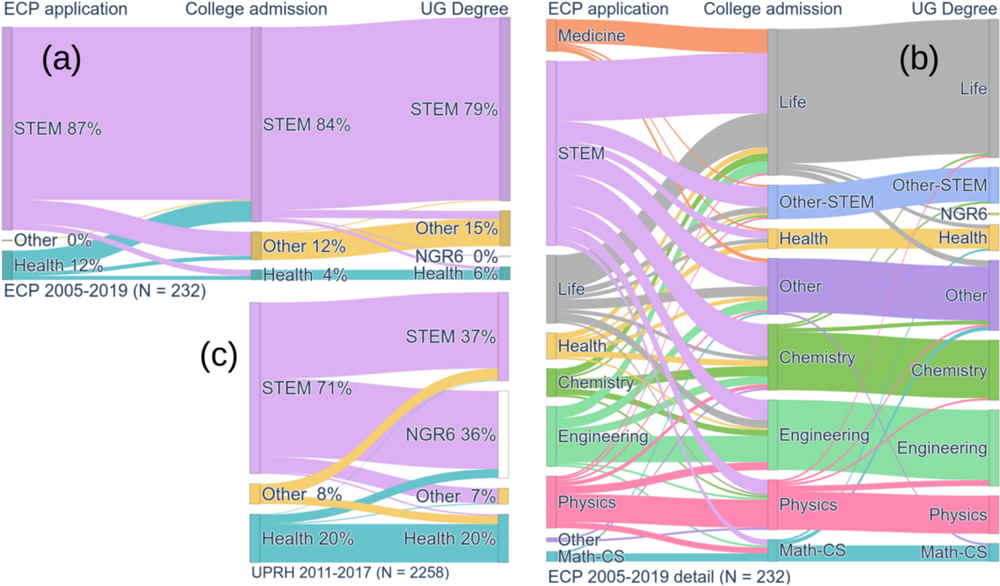 ECP application College admission UG Degree
(a)
STEM 87%
STEM 84%
STEM 79%
Other 0%
Other 12%
Other 15%
NGR6 0%
Health 12%
Health 4%
Health 6%
ECP 2005-2019 (N = 232)
ECP application College admission UG Degree
(b)
Medicine
STEM
Life
Health
Chemistry
Engineering
Physics
Other
Math-CS
Life
Other-STEM
Health
Other
Chemistry
Engineering
Physics
Math-CS
Life
Other-STEM
NGR6
Health
Other
Chemistry
Engineering
Physics
Math-CS
ECP 2005-2019 detail (N = 232)
(c)
STEM 71%
Other 8%
Health 20%
STEM 37%
NGR6 36%
Other 7%
Health 20%
UPRH 2011-2017 (N = 2258)